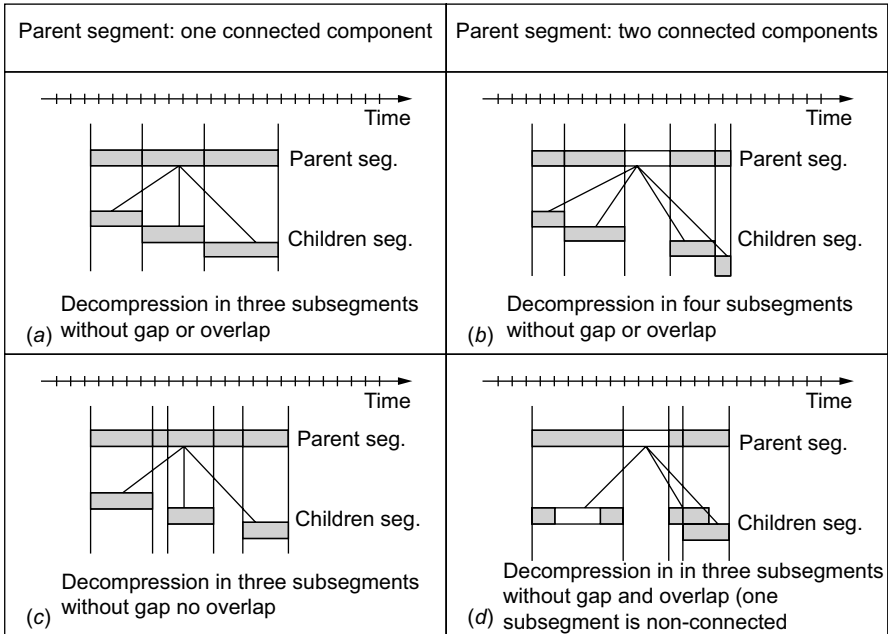 Parent segment: one connected component
Parent segment: two connected components
Time
Parent seg.
Children seg.
Decompression in three subsegments
(a) without gap or overlap
Time
Parent seg.
Children seg.
Decompression in four subsegments
(b) without gap or overlap
Time
Parent seg.
Children seg.
Decompression in three subsegments
(c) without gap no overlap
Time
Parent seg.
Children seg.
Decompression in in three subsegments
(d) without gap and overlap (one
subsegment is non-connected